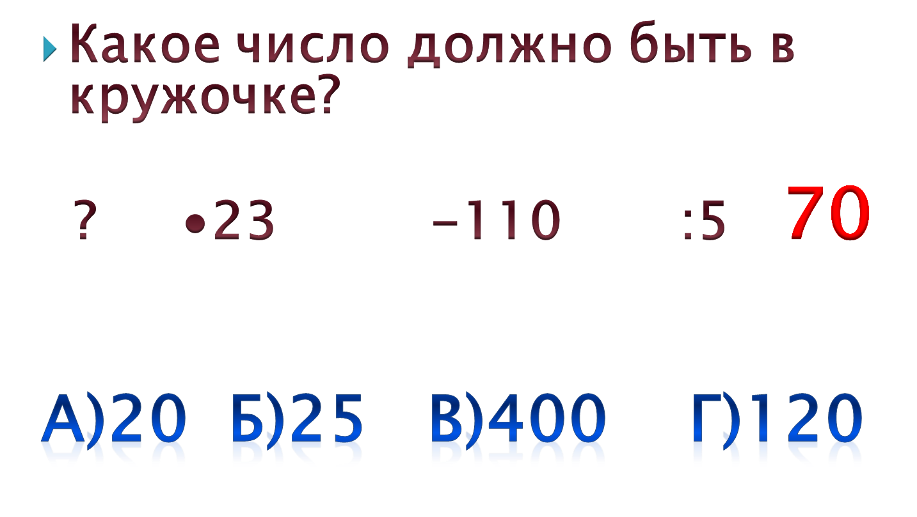 Какое число должно быть в
кружочке?
? •23 -110 :5 70
А)20 Б)25 В)400 Г)120